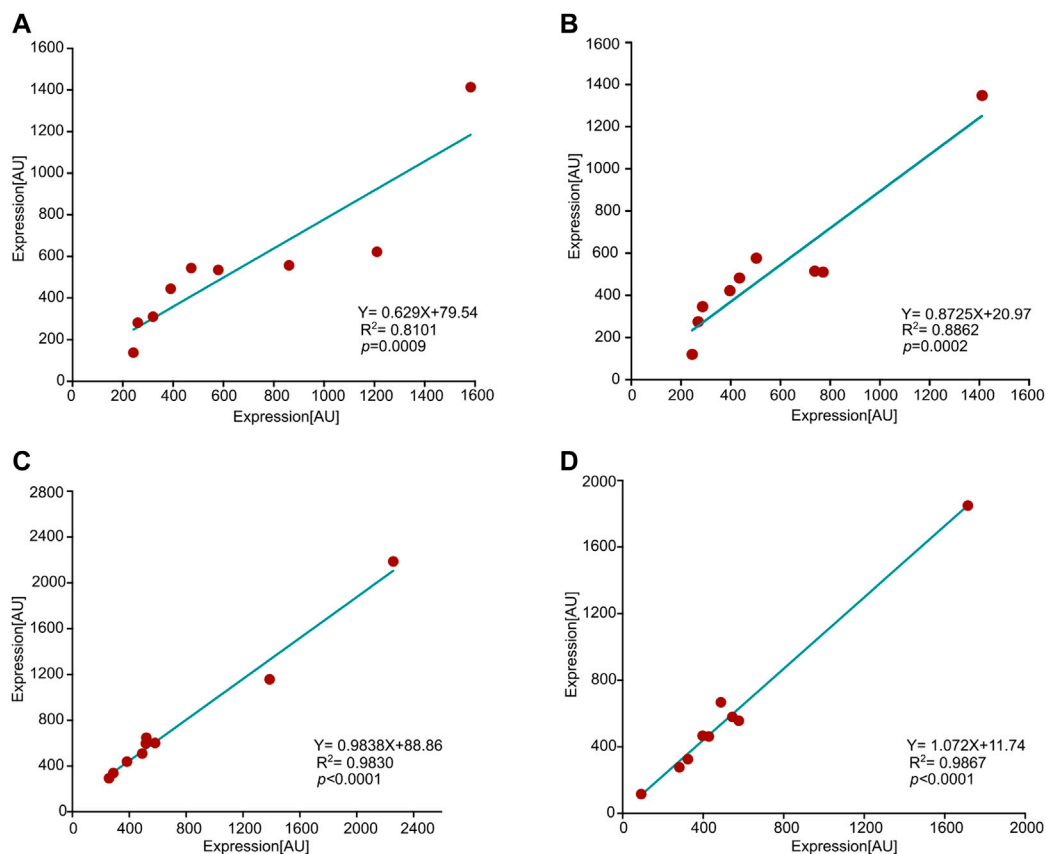 A
1600
1400
1200
1000
800
600
400
200
0
Expression[AU]
0
200
400
600
800
1000
1200
1400
1600
Expression[AU]
Y= 0.629X+79.54
R²= 0.8101
p=0.0009
B
1600
1400
1200
1000
800
600
400
200
0
Expression[AU]
0
200
400
600
800
1000
1200
1400
1600
Expression[AU]
Y= 0.8725X+20.97
R²= 0.8862
p=0.0002
C
2800
2400
2000
1600
1200
800
400
0
Expression[AU]
0
400
800
1200
1600
2000
2400
Expression[AU]
Y= 0.9838X+88.86
R²= 0.9830
p<0.0001
D
2000
1600
1200
800
400
0
Expression[AU]
0
400
800
1200
1600
2000
Expression[AU]
Y= 1.072X+11.74
R²= 0.9867
p<0.0001